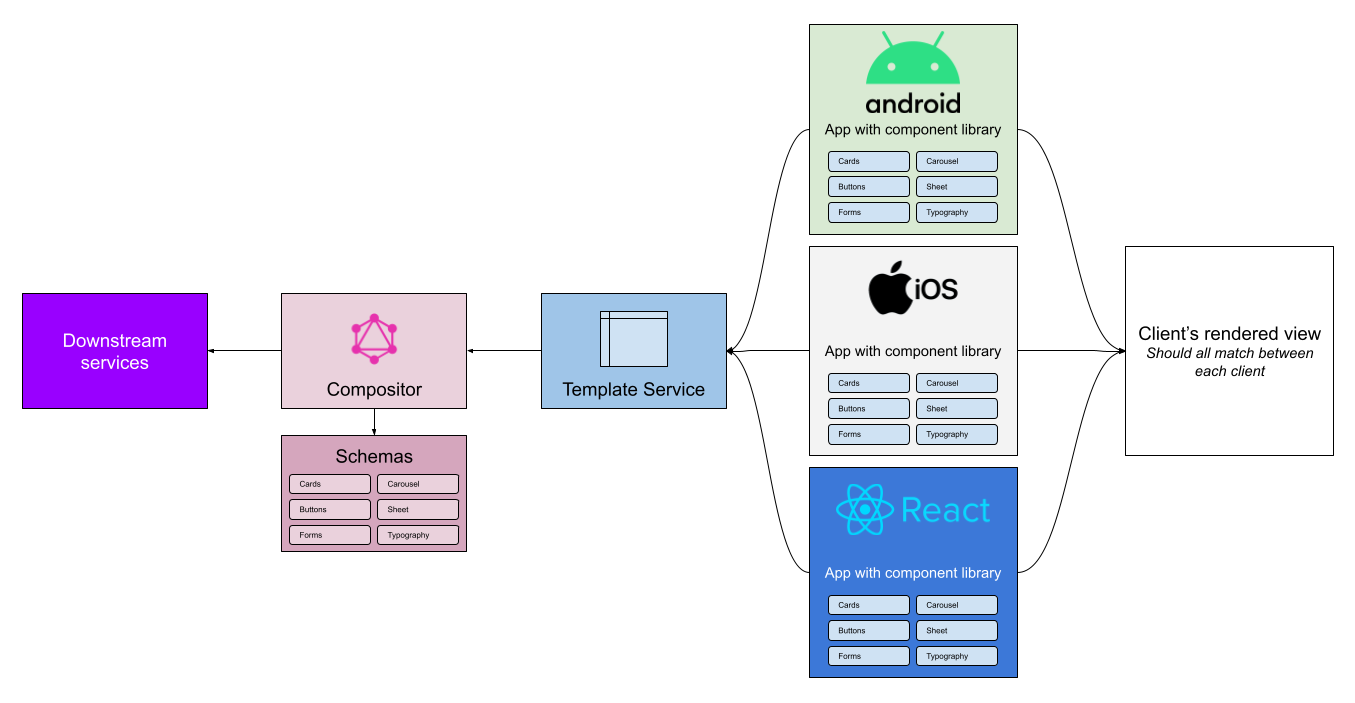 Downstream
services
Compositor
Schemas
Cards
Carousel
Buttons
Sheet
Forms
Typography
Template Service
android
App with component library
Cards
Carousel
Buttons
Sheet
Forms
Typography
iOS
App with component library
Cards
Carousel
Buttons
Sheet
Forms
Typography
React
App with component library
Cards
Carousel
Buttons
Sheet
Forms
Typography
Client's rendered view
Should all match between
each client